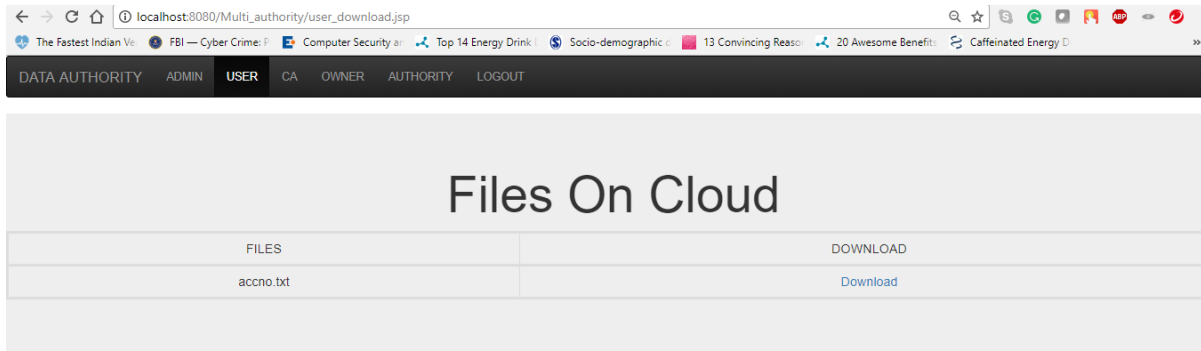 localhost:8080/Multi_authority/user_download.jsp
The Fastest Indian Ve FBI — Cyber Crime: P Computer Security an Top 14 Energy Drink Socio-demographic c 13 Convincing Reaso 20 Awesome Benefits Caffeinated Energy D »
DATA AUTHORITY ADMIN USER CA OWNER AUTHORITY LOGOUT
Files On Cloud
FILES DOWNLOAD
accno.txt Download